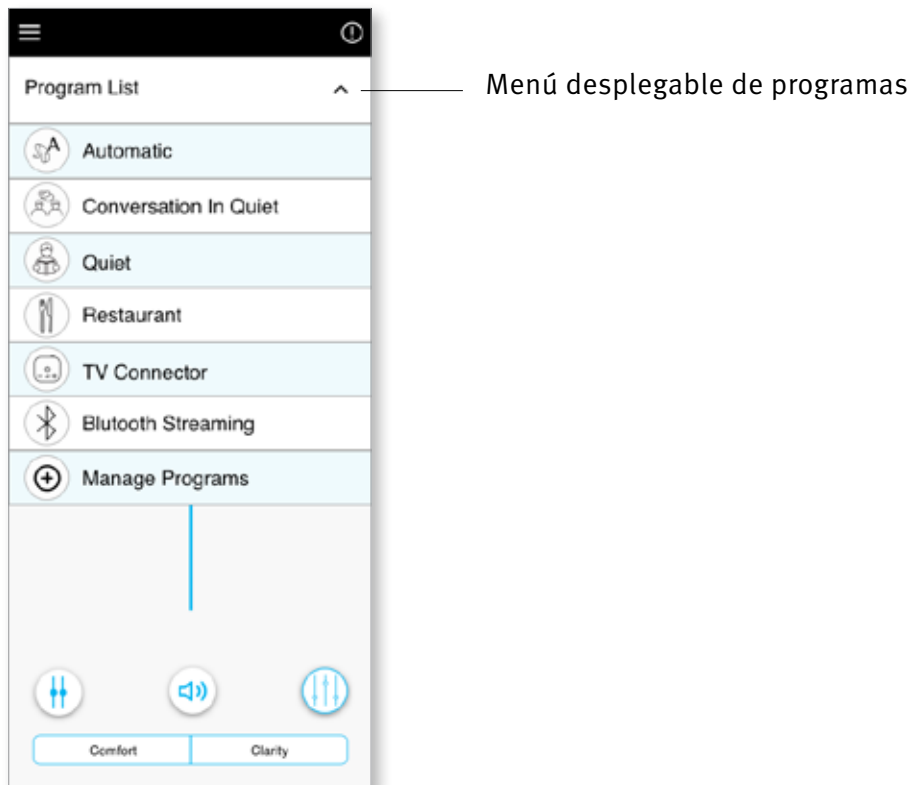 Program List
Menú desplegable de programas
Automatic
Conversation In Quiet
Quiet
Restaurant
TV Connector
Blutooth Streaming
Manage Programs
Comfort
Clarity